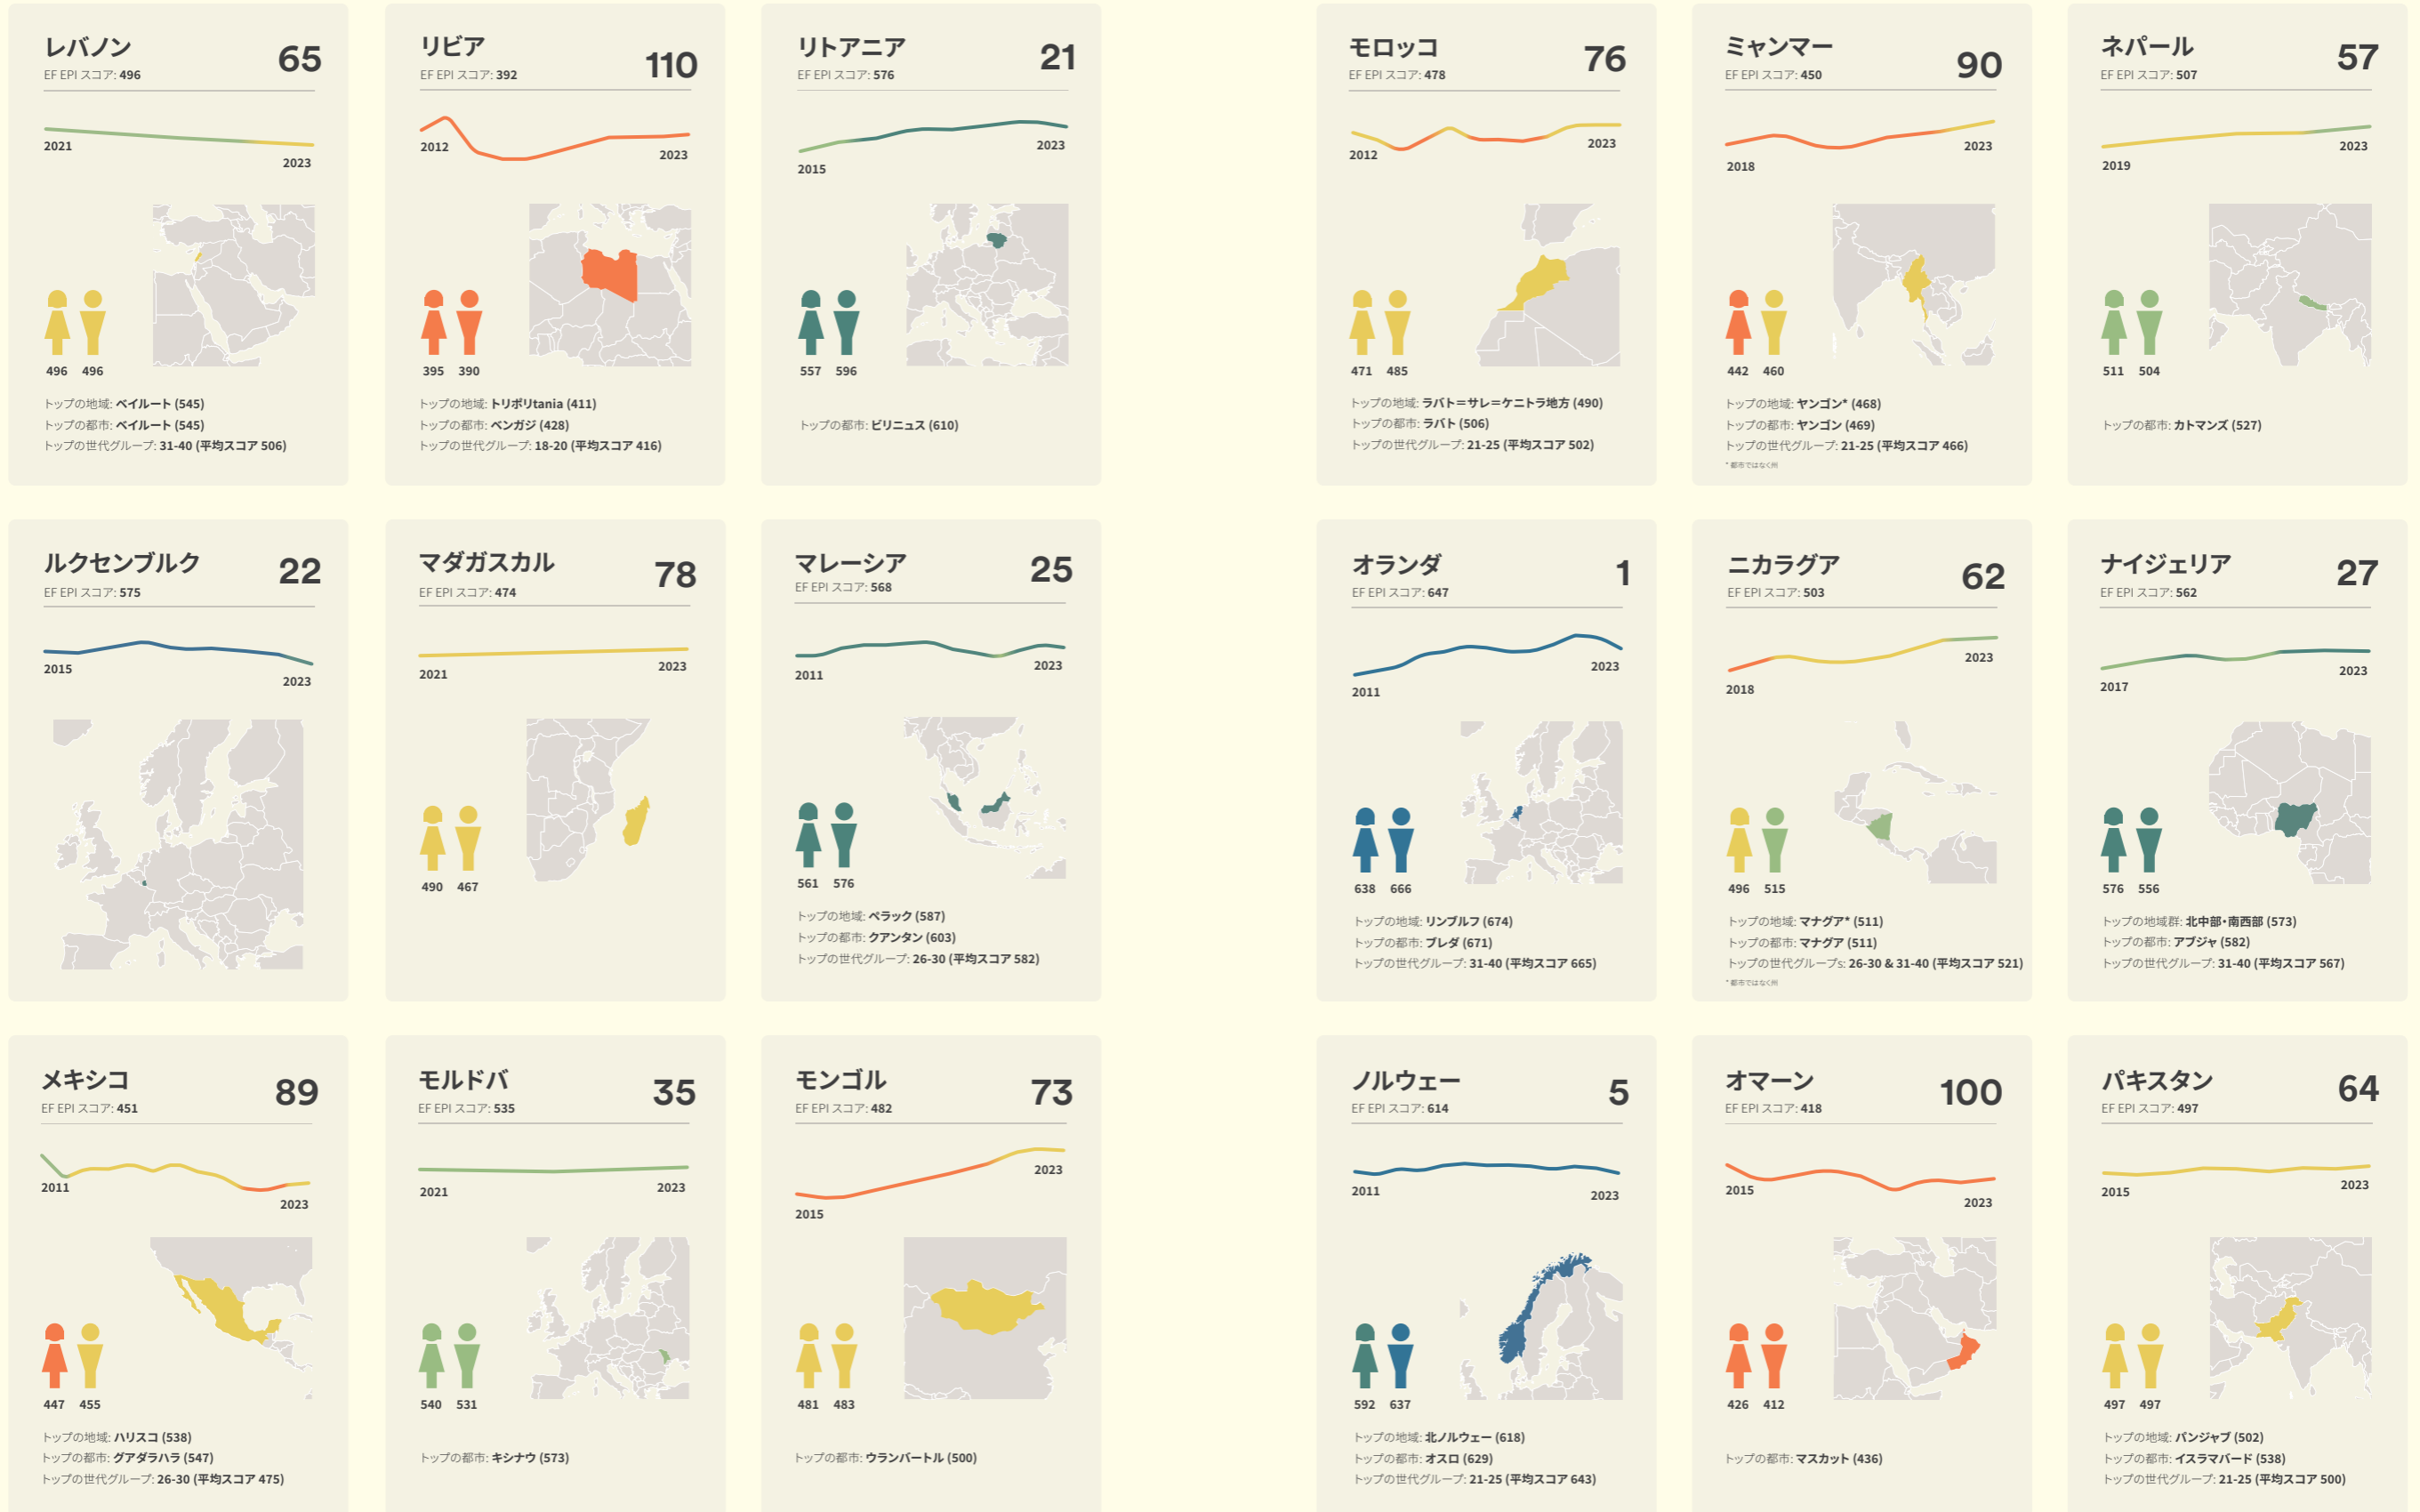 レバノン
65
EF EPI スコア: 496
2021
2023
496 496
トップの地域: ベイルート (545)
トップの都市: ベイルート (545)
トップの世代グループ: 31-40 (平均スコア 506)
リビア
110
EF EPI スコア: 392
2012
2023
395 390
トップの地域: トリポリtania (411)
トップの都市: ベンガジ (428)
トップの世代グループ: 18-20 (平均スコア 416)
リトアニア
21
EF EPI スコア: 576
2015
2023
557 596
トップの都市: ビリニュス (610)
モロッコ
76
EF EPI スコア: 478
2012
2023
471 485
トップの地域: ラバト＝サレ＝ケニトラ地方 (490)
トップの都市: ラバト (506)
トップの世代グループ: 21-25 (平均スコア 502)
ミャンマー
90
EF EPI スコア: 450
2018
2023
442 460
トップの地域: ヤンゴン* (468)
トップの都市: ヤンゴン (469)
トップの世代グループ: 21-25 (平均スコア 466)
* 都市ではなく州
ネパール
57
EF EPI スコア: 507
2019
2023
511 504
トップの都市: カトマンズ (527)
ルクセンブルク
22
EF EPI スコア: 575
2015
2023
マダガスカル
78
EF EPI スコア: 474
2021
2023
490 467
マレーシア
25
EF EPI スコア: 568
2011
2023
561 576
トップの地域: ペラック (587)
トップの都市: クアンタン (603)
トップの世代グループ: 26-30 (平均スコア 582)
オランダ
1
EF EPI スコア: 647
2011
2023
638 666
トップの地域: リンブルフ (674)
トップの都市: ブレダ (671)
トップの世代グループ: 31-40 (平均スコア 665)
ニカラグア
62
EF EPI スコア: 503
2018
2023
496 515
トップの地域: マナグア* (511)
トップの都市: マナグア (511)
トップの世代グループs: 26-30 & 31-40 (平均スコア 521)
* 都市ではなく州
ナイジェリア
27
EF EPI スコア: 562
2017
2023
576 556
トップの地域群: 北中部・南西部 (573)
トップの都市: アブジャ (582)
トップの世代グループ: 31-40 (平均スコア 567)
メキシコ
89
EF EPI スコア: 451
2011
2023
447 455
トップの地域: ハリスコ (538)
トップの都市: グアダラハラ (547)
トップの世代グループ: 26-30 (平均スコア 475)
モルドバ
35
EF EPI スコア: 535
2021
2023
540 531
トップの都市: キシナウ (573)
モンゴル
73
EF EPI スコア: 482
2015
2023
481 483
トップの都市: ウランバートル (500)
ノルウェー
5
EF EPI スコア: 614
2011
2023
592 637
トップの地域: 北ノルウェー (618)
トップの都市: オスロ (629)
トップの世代グループ: 21-25 (平均スコア 643)
オマーン
100
EF EPI スコア: 418
2015
2023
426 412
トップの都市: マスカット (436)
パキスタン
64
EF EPI スコア: 497
2015
2023
497 497
トップの地域: パンジャブ (502)
トップの都市: イスラマバード (538)
トップの世代グループ: 21-25 (平均スコア 500)